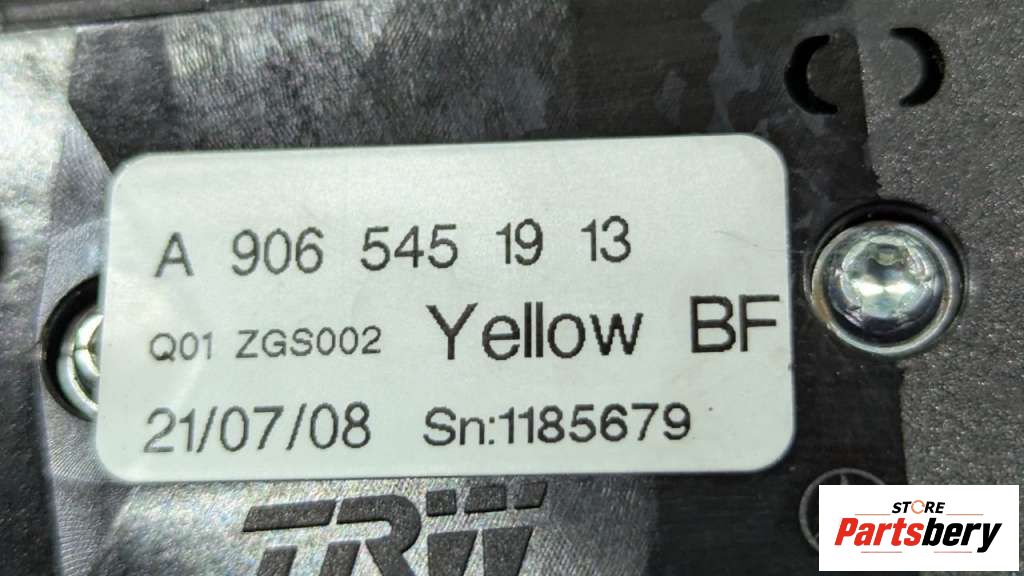 A 906 545 19 13
Q01 ZGS002 Yellow BF
21/07/08 Sn:1185679
TRW
STORE
Partsbery